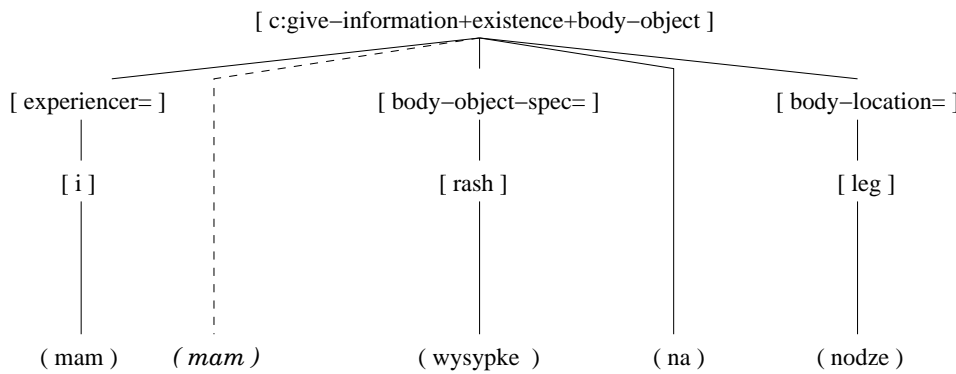 [ c:give−information+existence+body−object ]
[ experiencer= ] [ body−object−spec= ] [ body−location= ]
[ i ] [ rash ] [ leg ]
( mam ) ( mam ) ( wysypke ) ( na ) ( nodze )